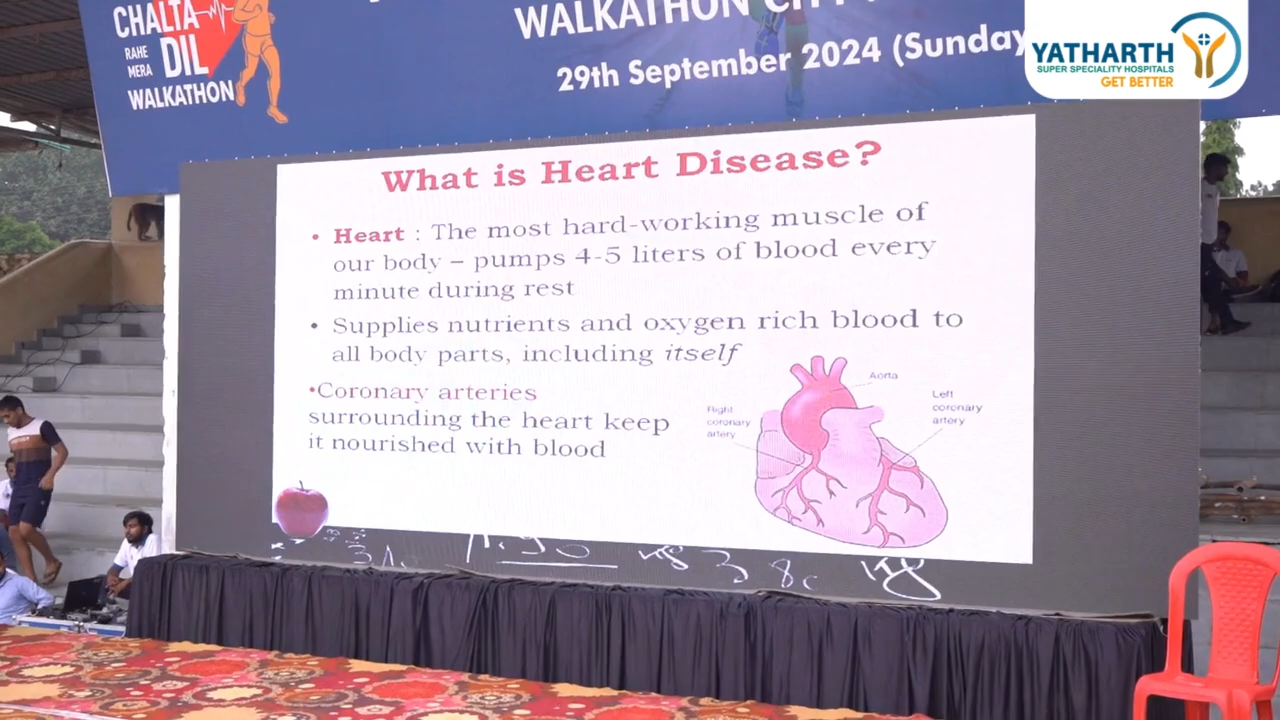 CHALTA
RAHE
MERA
DIL
WALKATHON
WALKATHON
29th September 2024 (Sunday
YATHARTH
SUPER SPECIALITY HOSPITALS
GET BETTER
What is Heart Disease?
• Heart : The most hard-working muscle of
our body – pumps 4-5 liters of blood every
minute during rest
• Supplies nutrients and oxygen rich blood to
all body parts, including itself
•Coronary arteries
surrounding the heart keep
it nourished with blood
Aorta
Right
coronary
artery
Left
coronary
artery